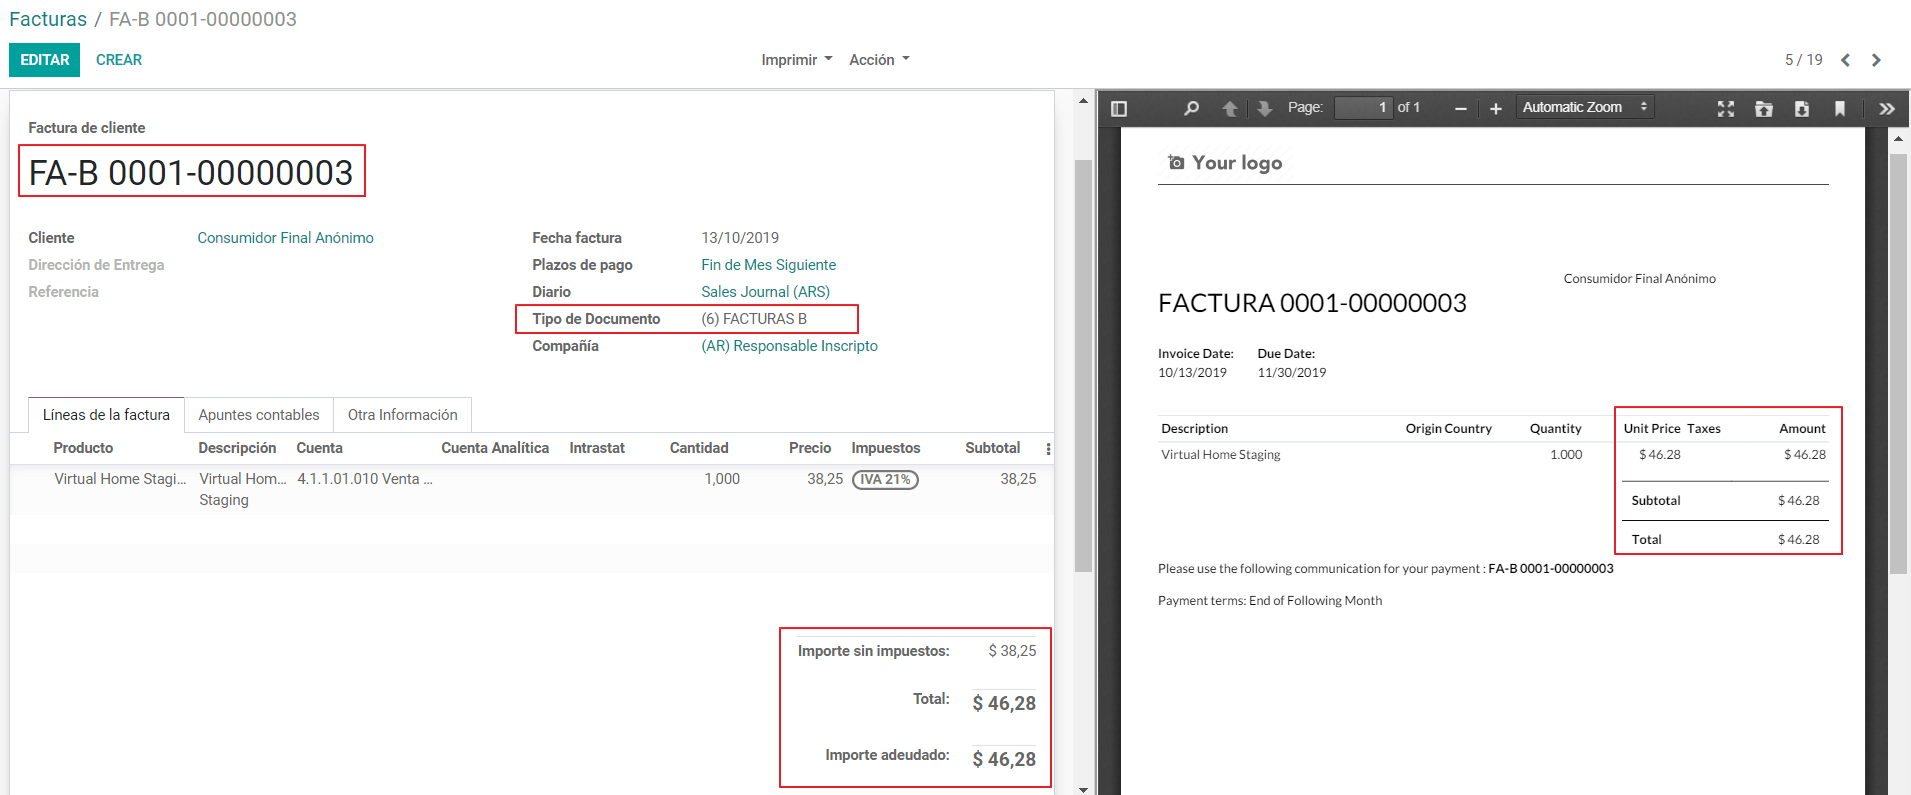 Facturas / FA-B 0001-00000003
EDITAR CREAR Imprimir Acción 5 / 19
Factura de cliente
FA-B 0001-00000003
Cliente Consumidor Final Anónimo
Dirección de Entrega
Referencia
Fecha factura 13/10/2019
Plazos de pago Fin de Mes Siguiente
Diario Sales Journal (ARS)
Tipo de Documento (6) FACTURAS B
Compañía (AR) Responsable Inscripto
Líneas de la factura Apuntes contables Otra Información
Producto Descripción Cuenta Cuenta Analítica Intrastat Cantidad Precio Impuestos Subtotal
Virtual Home Stagi... Virtual Hom... 4.1.1.01.010 Venta ... 1,000 38,25 IVA 21% 38,25
Staging
Importe sin impuestos: $ 38,25
Total: $ 46,28
Importe adeudado: $ 46,28
Page: 1 of 1 Automatic Zoom
Your logo
Consumidor Final Anónimo
FACTURA 0001-00000003
Invoice Date: Due Date:
10/13/2019 11/30/2019
Description Origin Country Quantity Unit Price Taxes Amount
Virtual Home Staging 1.000 $ 46.28 $ 46.28
Subtotal $ 46.28
Total $ 46.28
Please use the following communication for your payment : FA-B 0001-00000003
Payment terms: End of Following Month